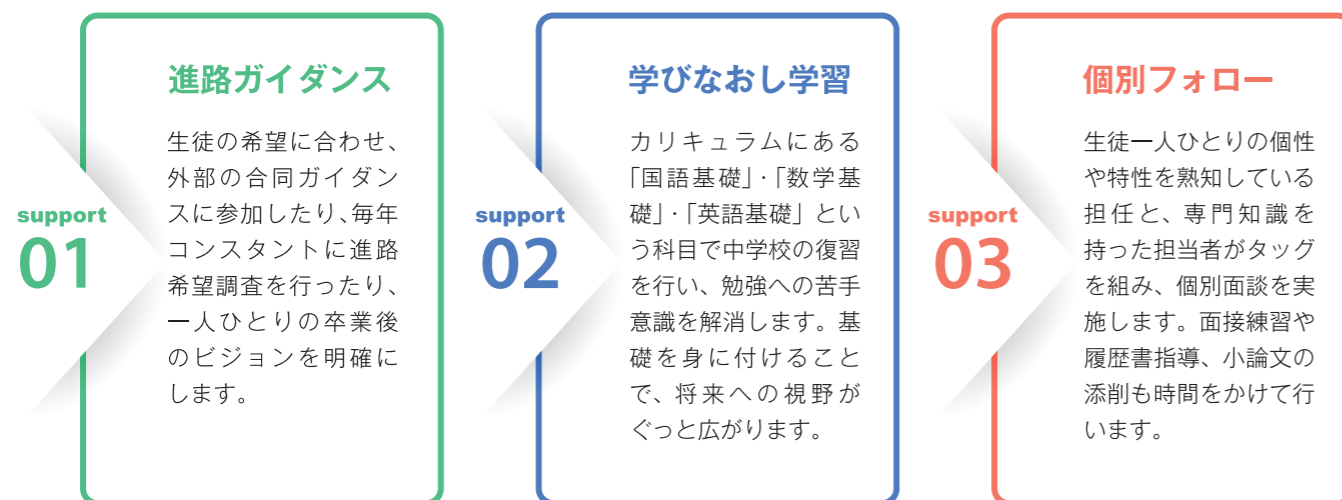 support
01
進路ガイダンス
生徒の希望に合わせ、
外部の合同ガイダン
スに参加したり、毎年
コンスタントに進路
希望調査を行ったり、
一人ひとりの卒業後
のビジョンを明確に
します。
support
02
学びなおし学習
カリキュラムにある
「国語基礎」・「数学基
礎」・「英語基礎」とい
う科目で中学校の復習
を行い、勉強への苦手
意識を解消します。基
礎を身に付けること
で、将来への視野が
ぐっと広がります。
support
03
個別フォロー
生徒一人ひとりの個性
や特性を熟知している
担任と、専門知識を
持った担当者がタッグ
を組み、個別面談を実
施します。面接練習や
履歴書指導、小論文の
添削も時間をかけて行
います。